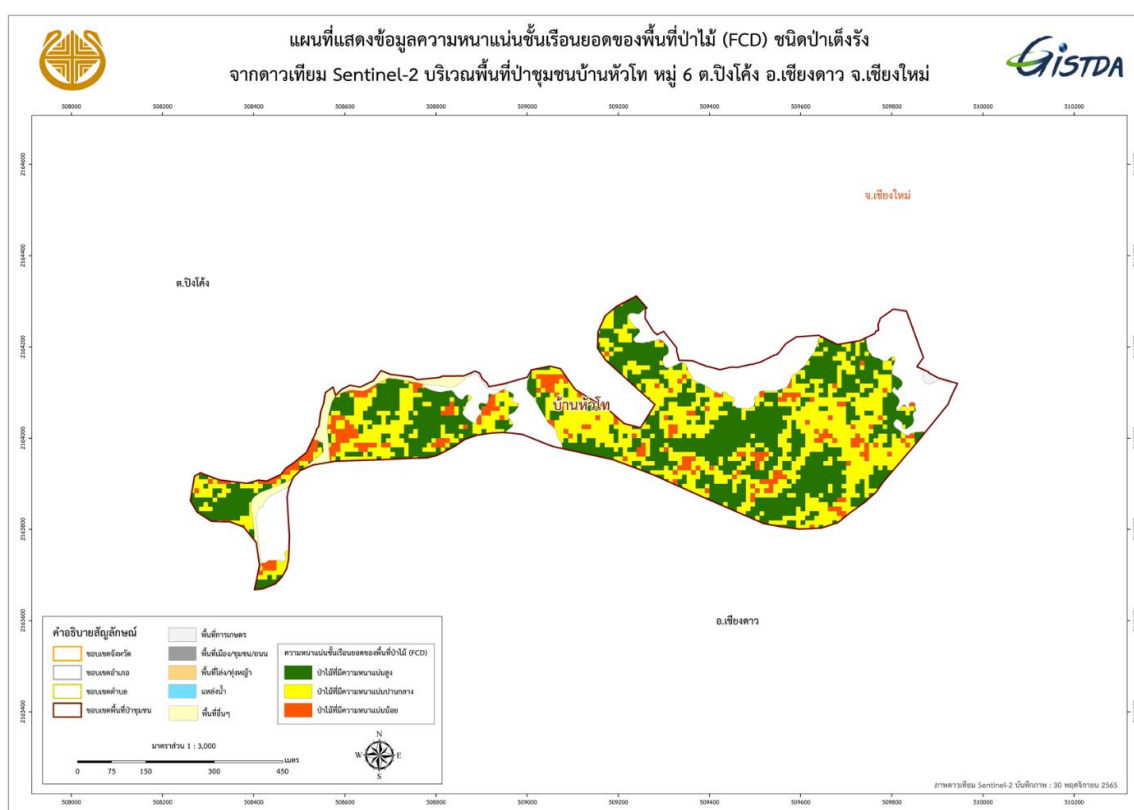 แผนที่แสดงข้อมูลความหนาแน่นชั้นเรือนยอดของพื้นที่ป่าไม้ (FCD) ชนิดป่าเต็งรัง
จากดาวเทียม Sentinel-2 บริเวณพื้นที่ป่าชุมชนบ้านหัวโท หมู่ 6 ต.ปิงโค้ง อ.เชียงดาว จ.เชียงใหม่
GISTDA
508000 508200 508400 508600 508800 509000 509200 509400 509600 509800 510000 510200
2164600
จ.เชียงใหม่
2164400
ต.ปิงโค้ง
2164200
บ้านหัวโท
2164000
2163800
2163600
อ.เชียงดาว
2163400
คำอธิบายสัญลักษณ์
ขอบเขตจังหวัด
ขอบเขตอำเภอ
ขอบเขตตำบล
ขอบเขตพื้นที่ป่าชุมชน
พื้นที่การเกษตร
พื้นที่เมือง/ชุมชน/ถนน
พื้นที่โล่ง/ทุ่งหญ้า
แหล่งน้ำ
พื้นที่อื่นๆ
ความหนาแน่นชั้นเรือนยอดของพื้นที่ป่าไม้ (FCD)
ป่าไม้ที่มีความหนาแน่นสูง
ป่าไม้ที่มีความหนาแน่นปานกลาง
ป่าไม้ที่มีความหนาแน่นน้อย
มาตราส่วน 1 : 3,000
0 75 150 300 450 เมตร
N
W E
S
ภาพดาวเทียม Sentinel-2 บันทึกภาพ : 30 พฤศจิกายน 2565
508000 508200 508400 508600 508800 509000 509200 509400 509600 509800 510000 510200